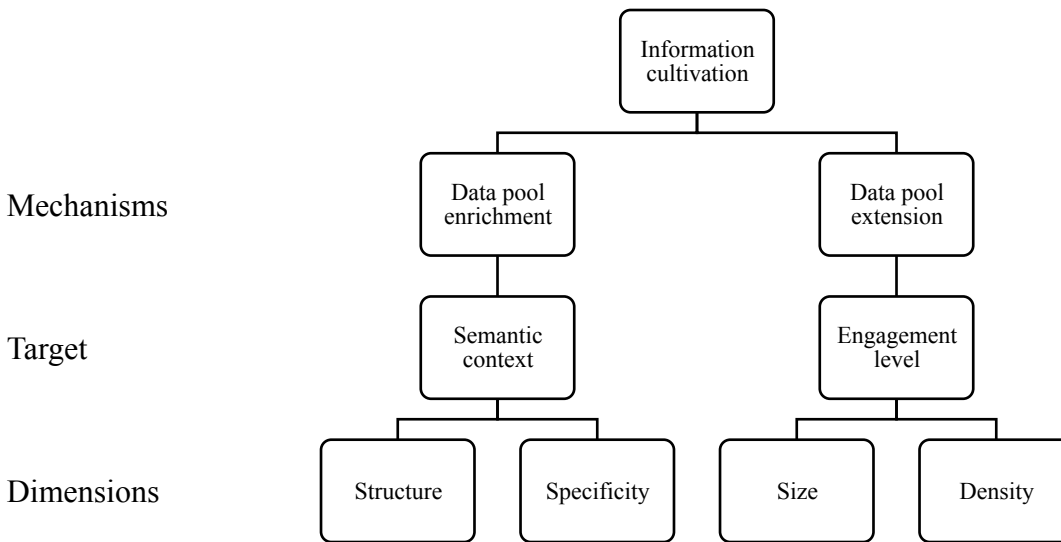 Information
cultivation
Mechanisms
Data pool
enrichment
Data pool
extension
Target
Semantic
context
Engagement
level
Dimensions
Structure
Specificity
Size
Density